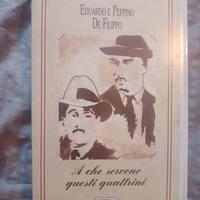 EDUARDO E PEPPINO
DE FILIPPO
A che servono
questi quattrini